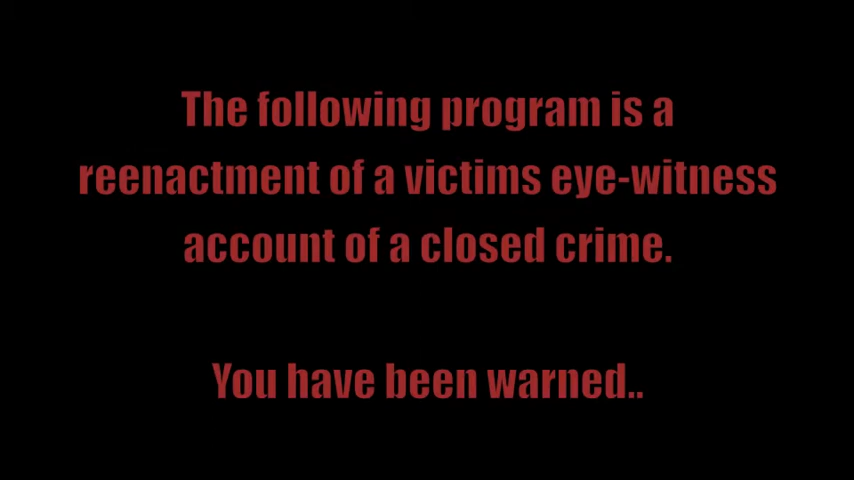 The following program is a
reenactment of a victims eye-witness
account of a closed crime.
You have been warned..